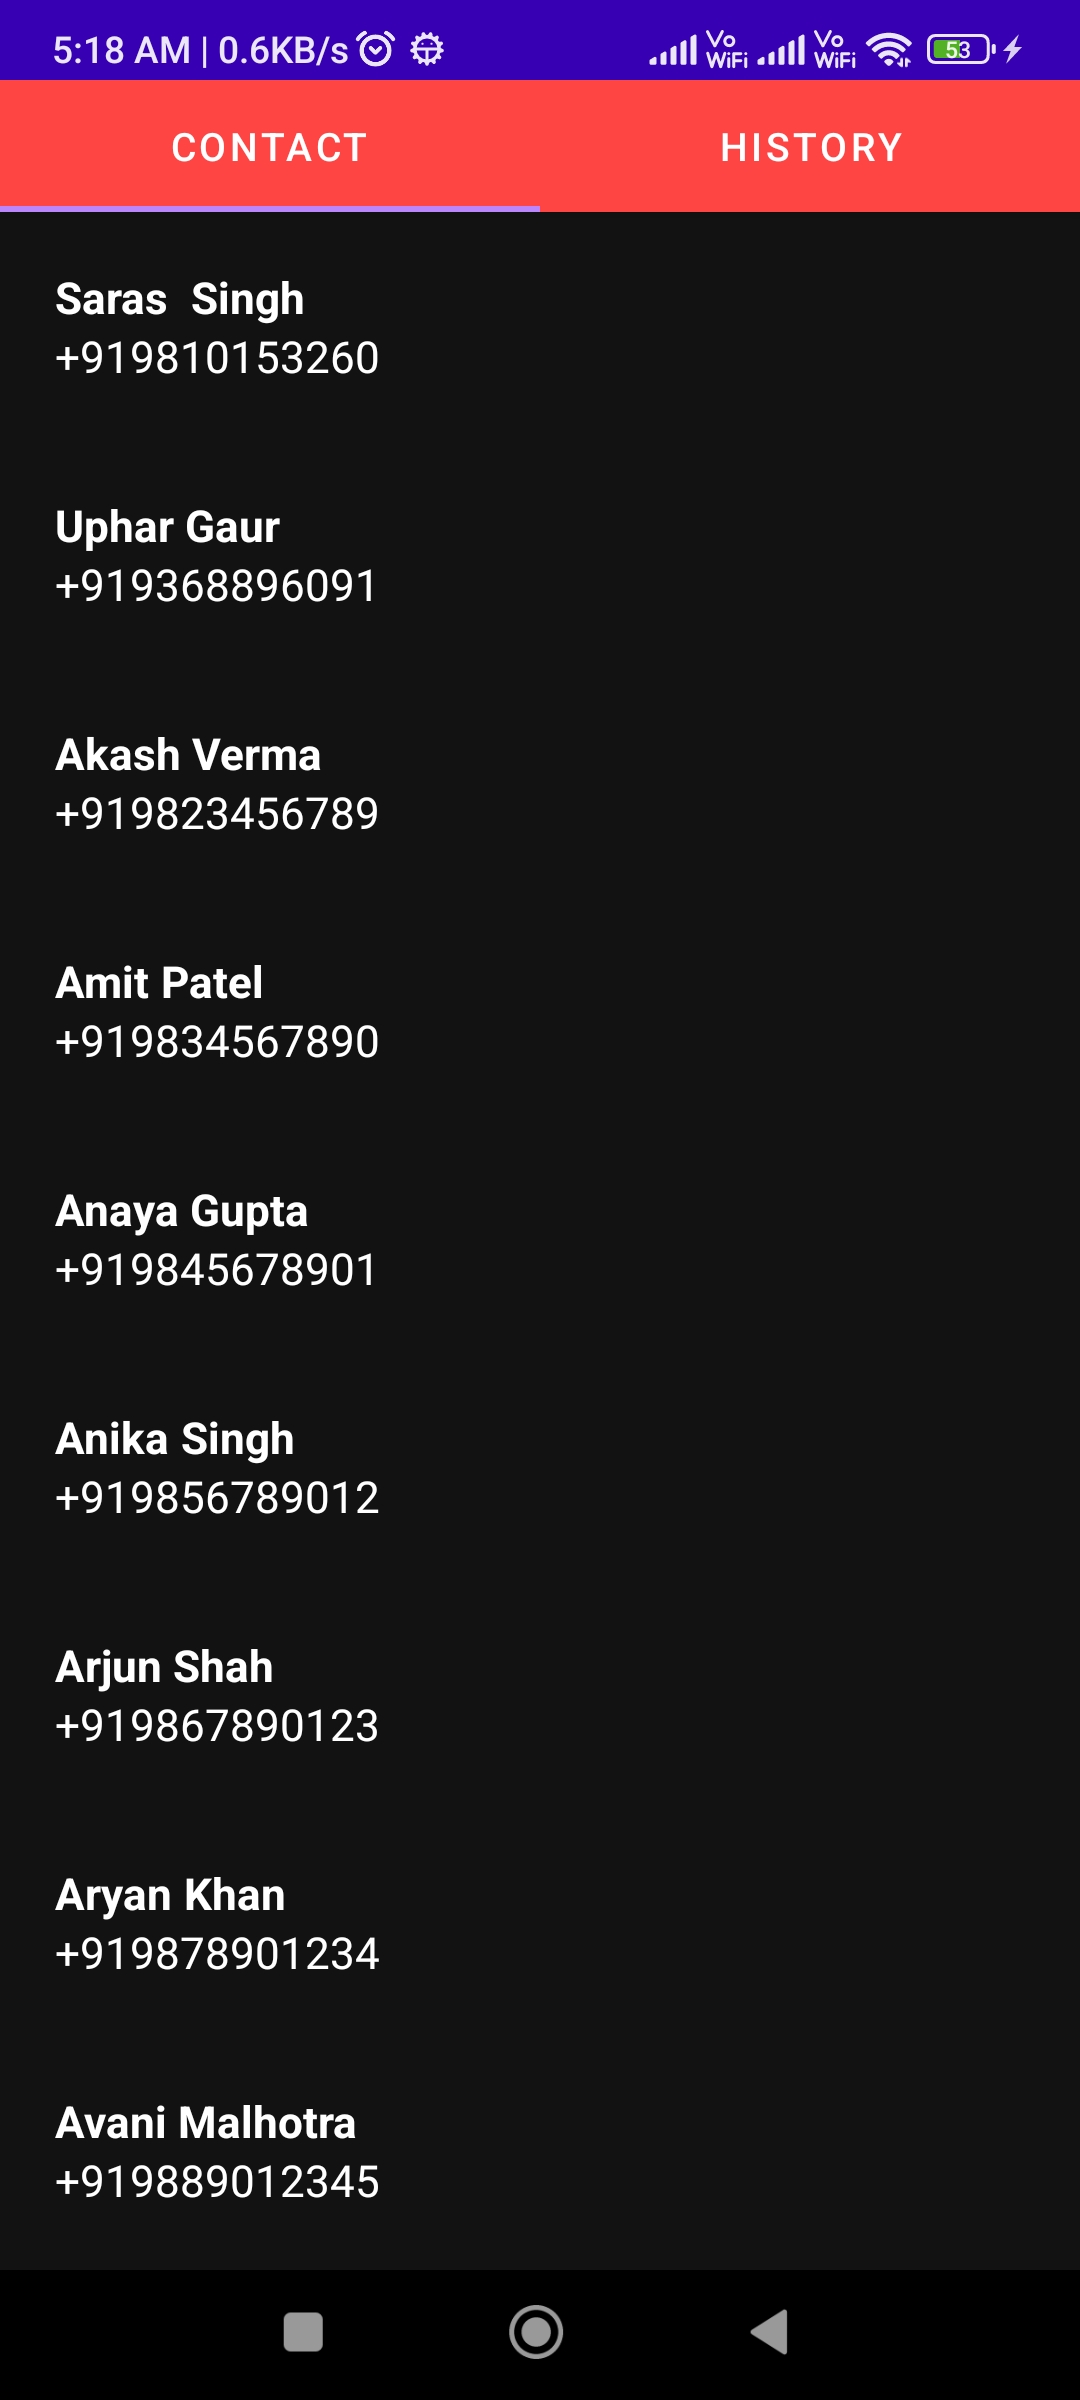 5:18 AM | 0.6KB/s Vo WiFi Vo WiFi 53
CONTACT HISTORY
Saras  Singh
+919810153260
Uphar Gaur
+919368896091
Akash Verma
+919823456789
Amit Patel
+919834567890
Anaya Gupta
+919845678901
Anika Singh
+919856789012
Arjun Shah
+919867890123
Aryan Khan
+919878901234
Avani Malhotra
+919889012345